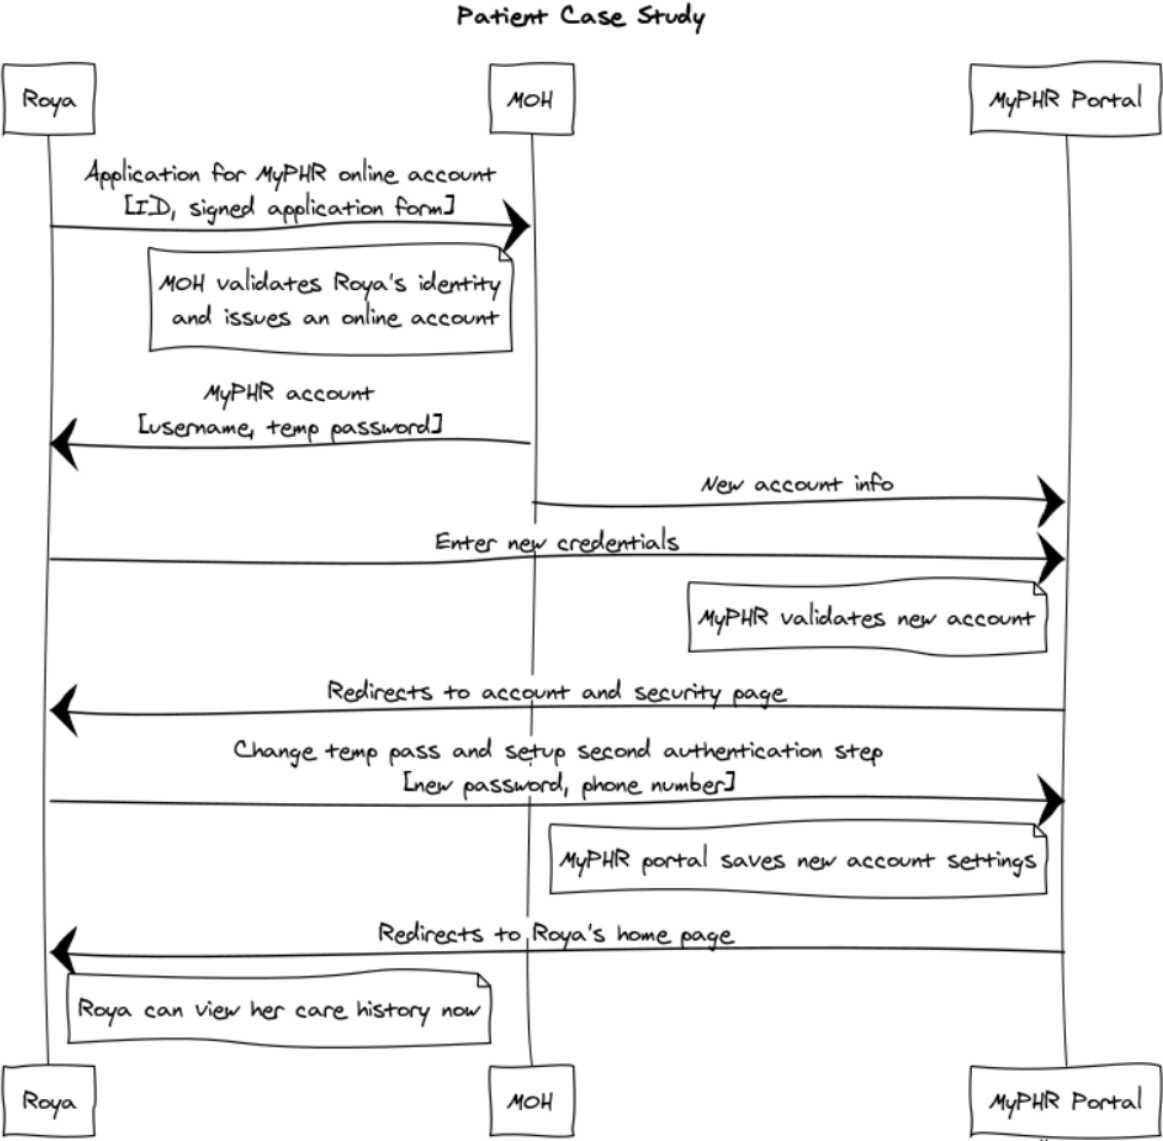 Patient Case Study
Roya
MOH
MyPHR Portal
Application for MyPHR online account
[ID, signed application form]
MOH validates Roya's identity
and issues an online account
MyPHR account
[username, temp password]
New account info
Enter new credentials
MyPHR validates new account
Redirects to account and security page
Change temp pass and setup second authentication step
[new password, phone number]
MyPHR portal saves new account settings
Redirects to Roya's home page
Roya can view her care history now
Roya
MOH
MyPHR Portal